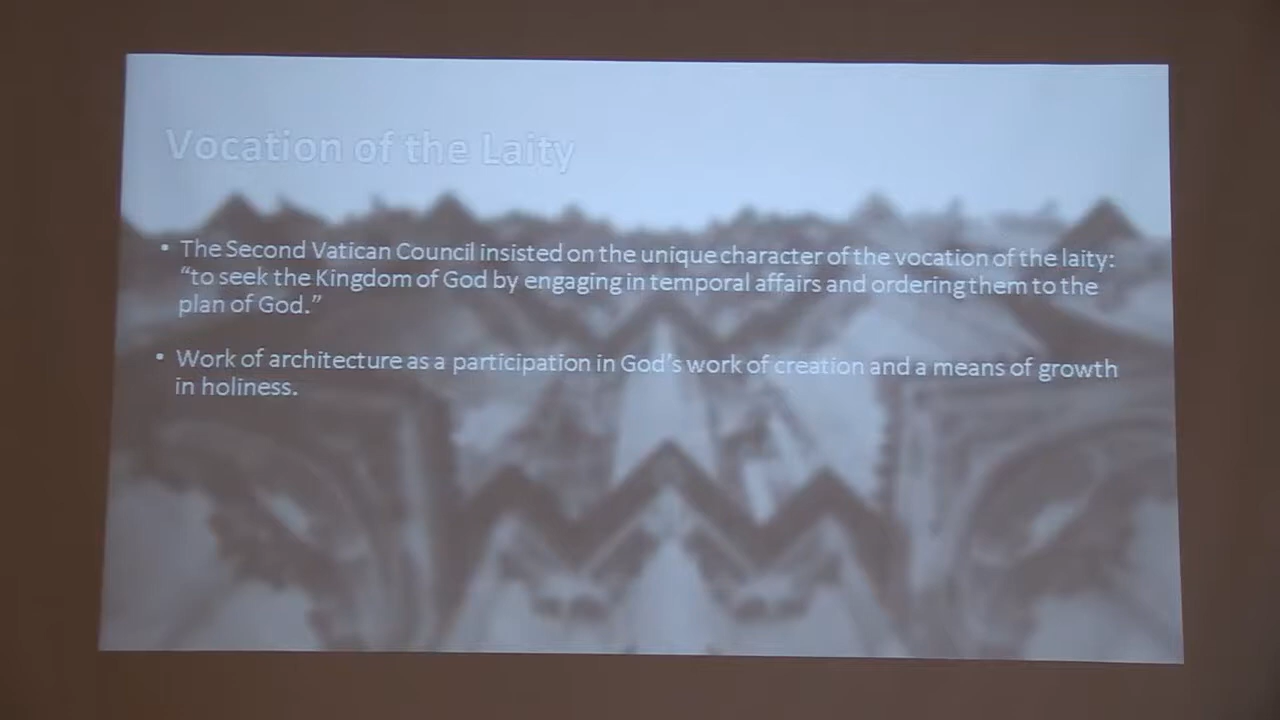 Vocation of the Laity
• The Second Vatican Council insisted on the unique character of the vocation of the laity:
“to seek the Kingdom of God by engaging in temporal affairs and ordering them to the
plan of God.”
• Work of architecture as a participation in God’s work of creation and a means of growth
in holiness.